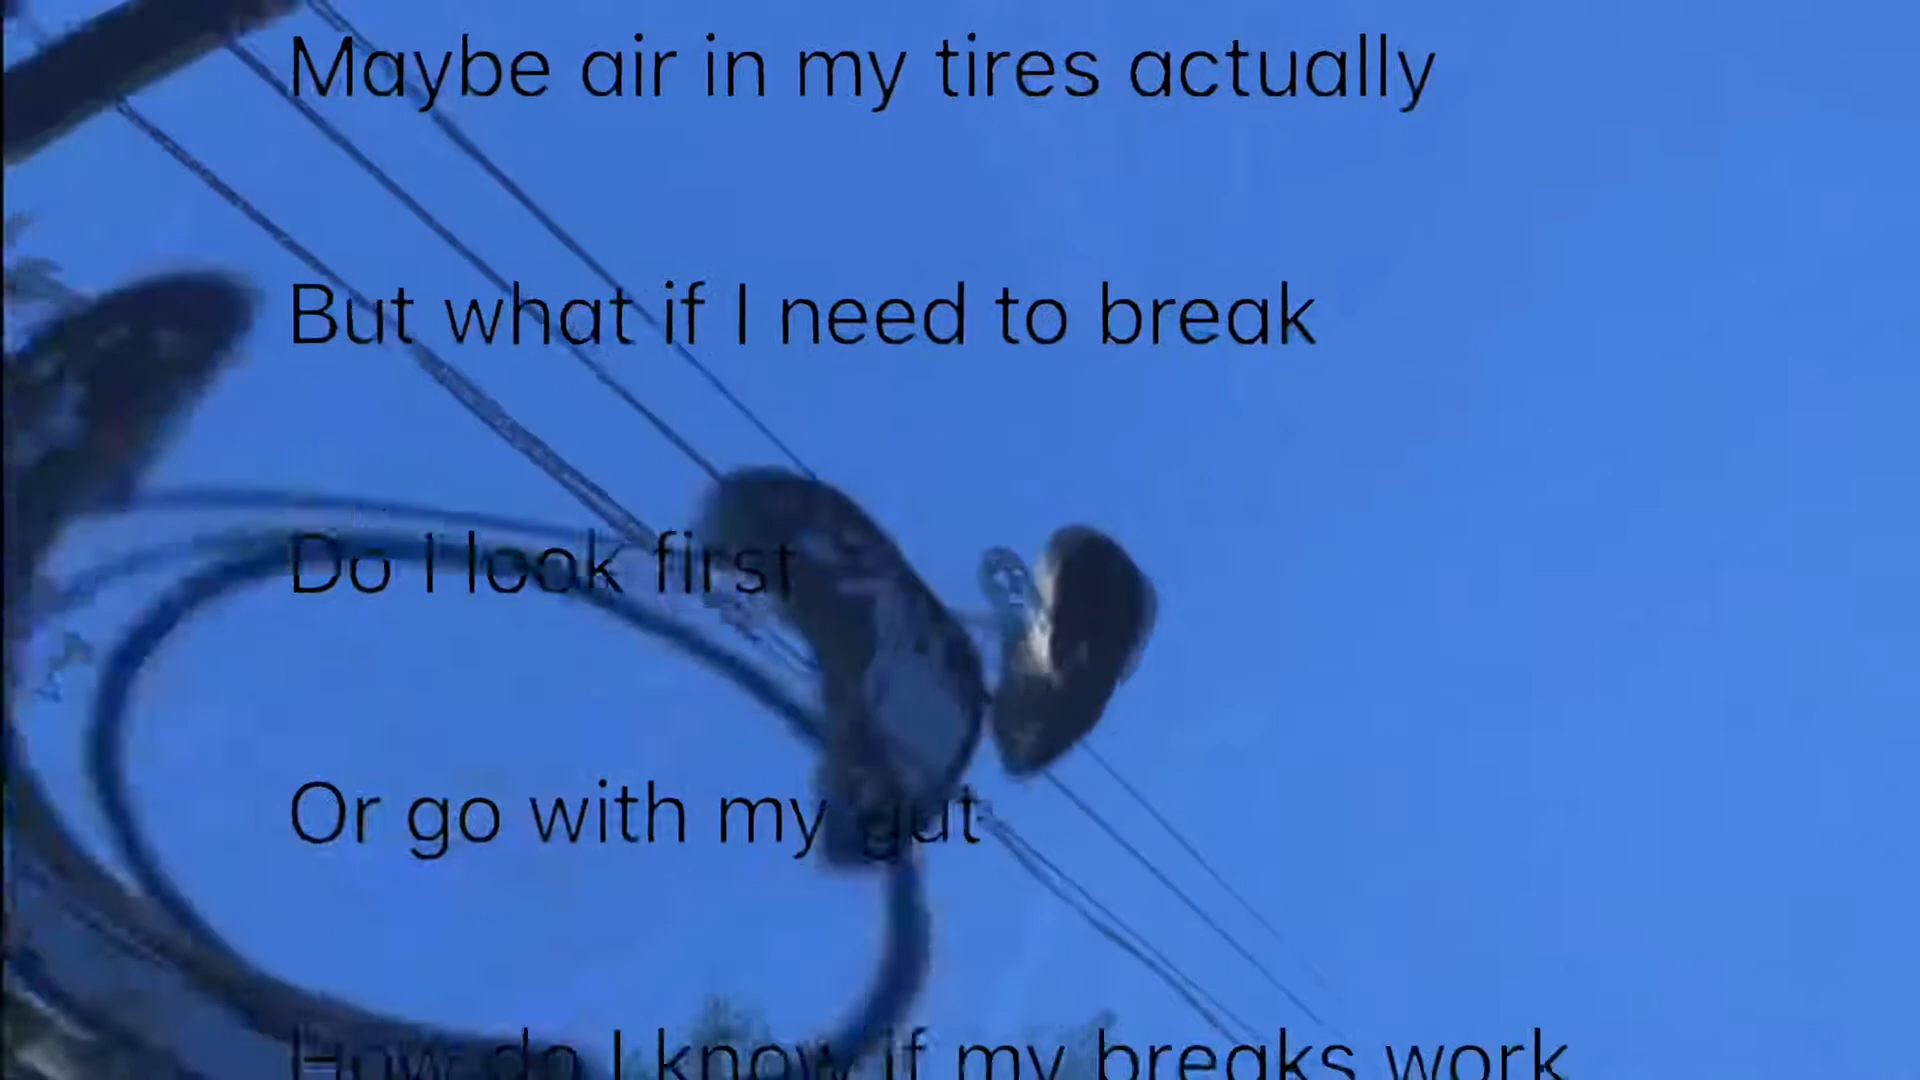 Maybe air in my tires actually
But what if I need to break
Do I look first
Or go with my gut
How do I know if my breaks work